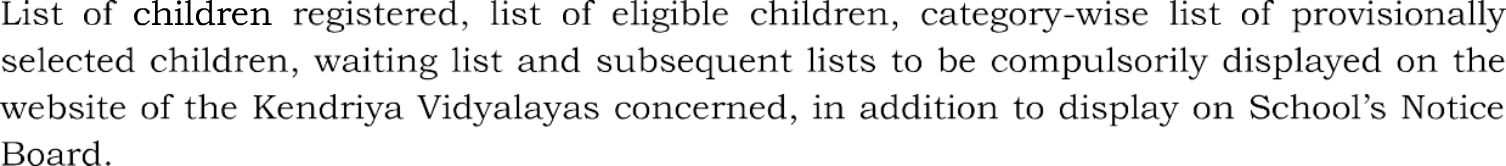 List of children registered, list of eligible children, category-wise list of provisionally
selected children, waiting list and subsequent lists to be compulsorily displayed on the
website of the Kendriya Vidyalayas concerned, in addition to display on School’s Notice
Board.